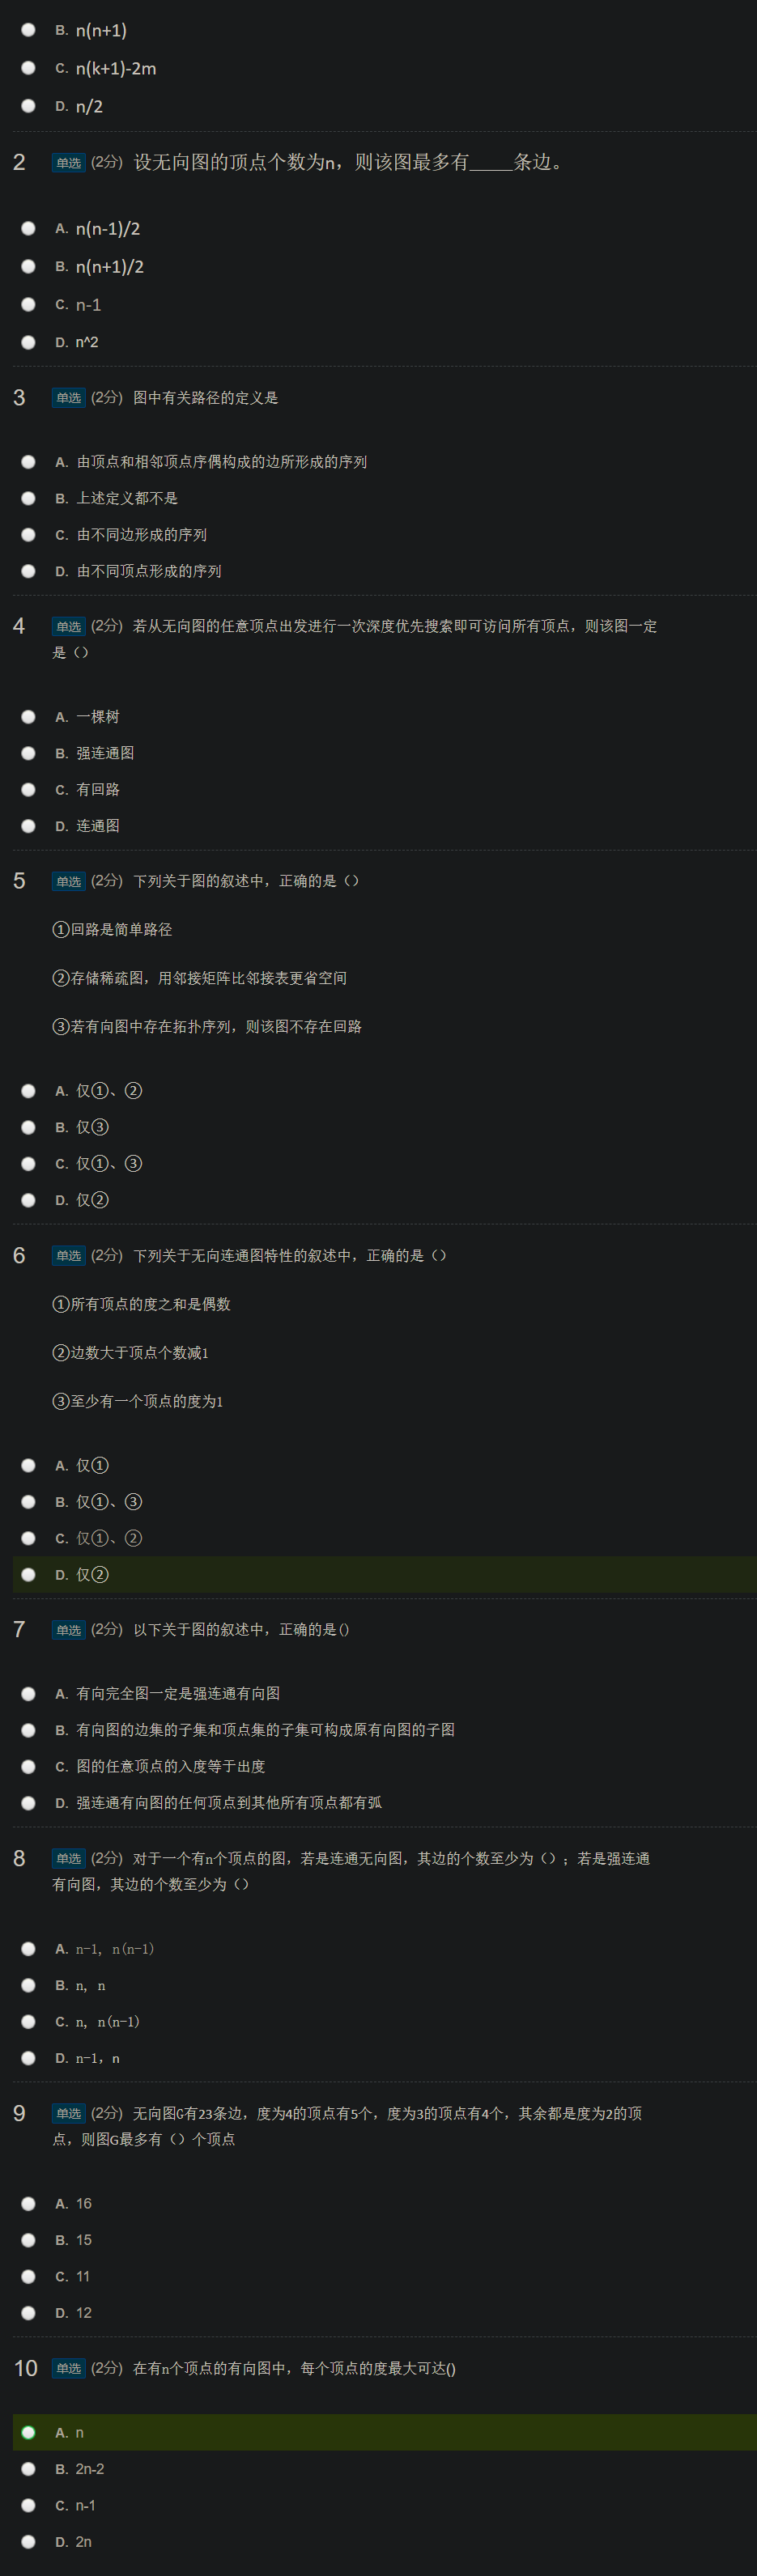 B. n(n+1)
C. n(k+1)-2m
D. n/2
2 单选 (2分) 设无向图的顶点个数为n，则该图最多有_____条边。
A. n(n-1)/2
B. n(n+1)/2
C. n-1
D. n^2
3 单选 (2分) 图中有关路径的定义是
A. 由顶点和相邻顶点序偶构成的边所形成的序列
B. 上述定义都不是
C. 由不同边形成的序列
D. 由不同顶点形成的序列
4 单选 (2分) 若从无向图的任意顶点出发进行一次深度优先搜索即可访问所有顶点，则该图一定
是（）
A. 一棵树
B. 强连通图
C. 有回路
D. 连通图
5 单选 (2分) 下列关于图的叙述中，正确的是（）
①回路是简单路径
②存储稀疏图，用邻接矩阵比邻接表更省空间
③若有向图中存在拓扑序列，则该图不存在回路
A. 仅①、②
B. 仅③
C. 仅①、③
D. 仅②
6 单选 (2分) 下列关于无向连通图特性的叙述中，正确的是（）
①所有顶点的度之和是偶数
②边数大于顶点个数减1
③至少有一个顶点的度为1
A. 仅①
B. 仅①、③
C. 仅①、②
D. 仅②
7 单选 (2分) 以下关于图的叙述中，正确的是()
A. 有向完全图一定是强连通有向图
B. 有向图的边集的子集和顶点集的子集可构成原有向图的子图
C. 图的任意顶点的入度等于出度
D. 强连通有向图的任何顶点到其他所有顶点都有弧
8 单选 (2分) 对于一个有n个顶点的图，若是连通无向图，其边的个数至少为（）；若是强连通
有向图，其边的个数至少为（）
A. n-1, n(n-1)
B. n, n
C. n, n(n-1)
D. n-1，n
9 单选 (2分) 无向图G有23条边，度为4的顶点有5个，度为3的顶点有4个，其余都是度为2的顶
点，则图G最多有（）个顶点
A. 16
B. 15
C. 11
D. 12
10 单选 (2分) 在有n个顶点的有向图中，每个顶点的度最大可达()
A. n
B. 2n-2
C. n-1
D. 2n